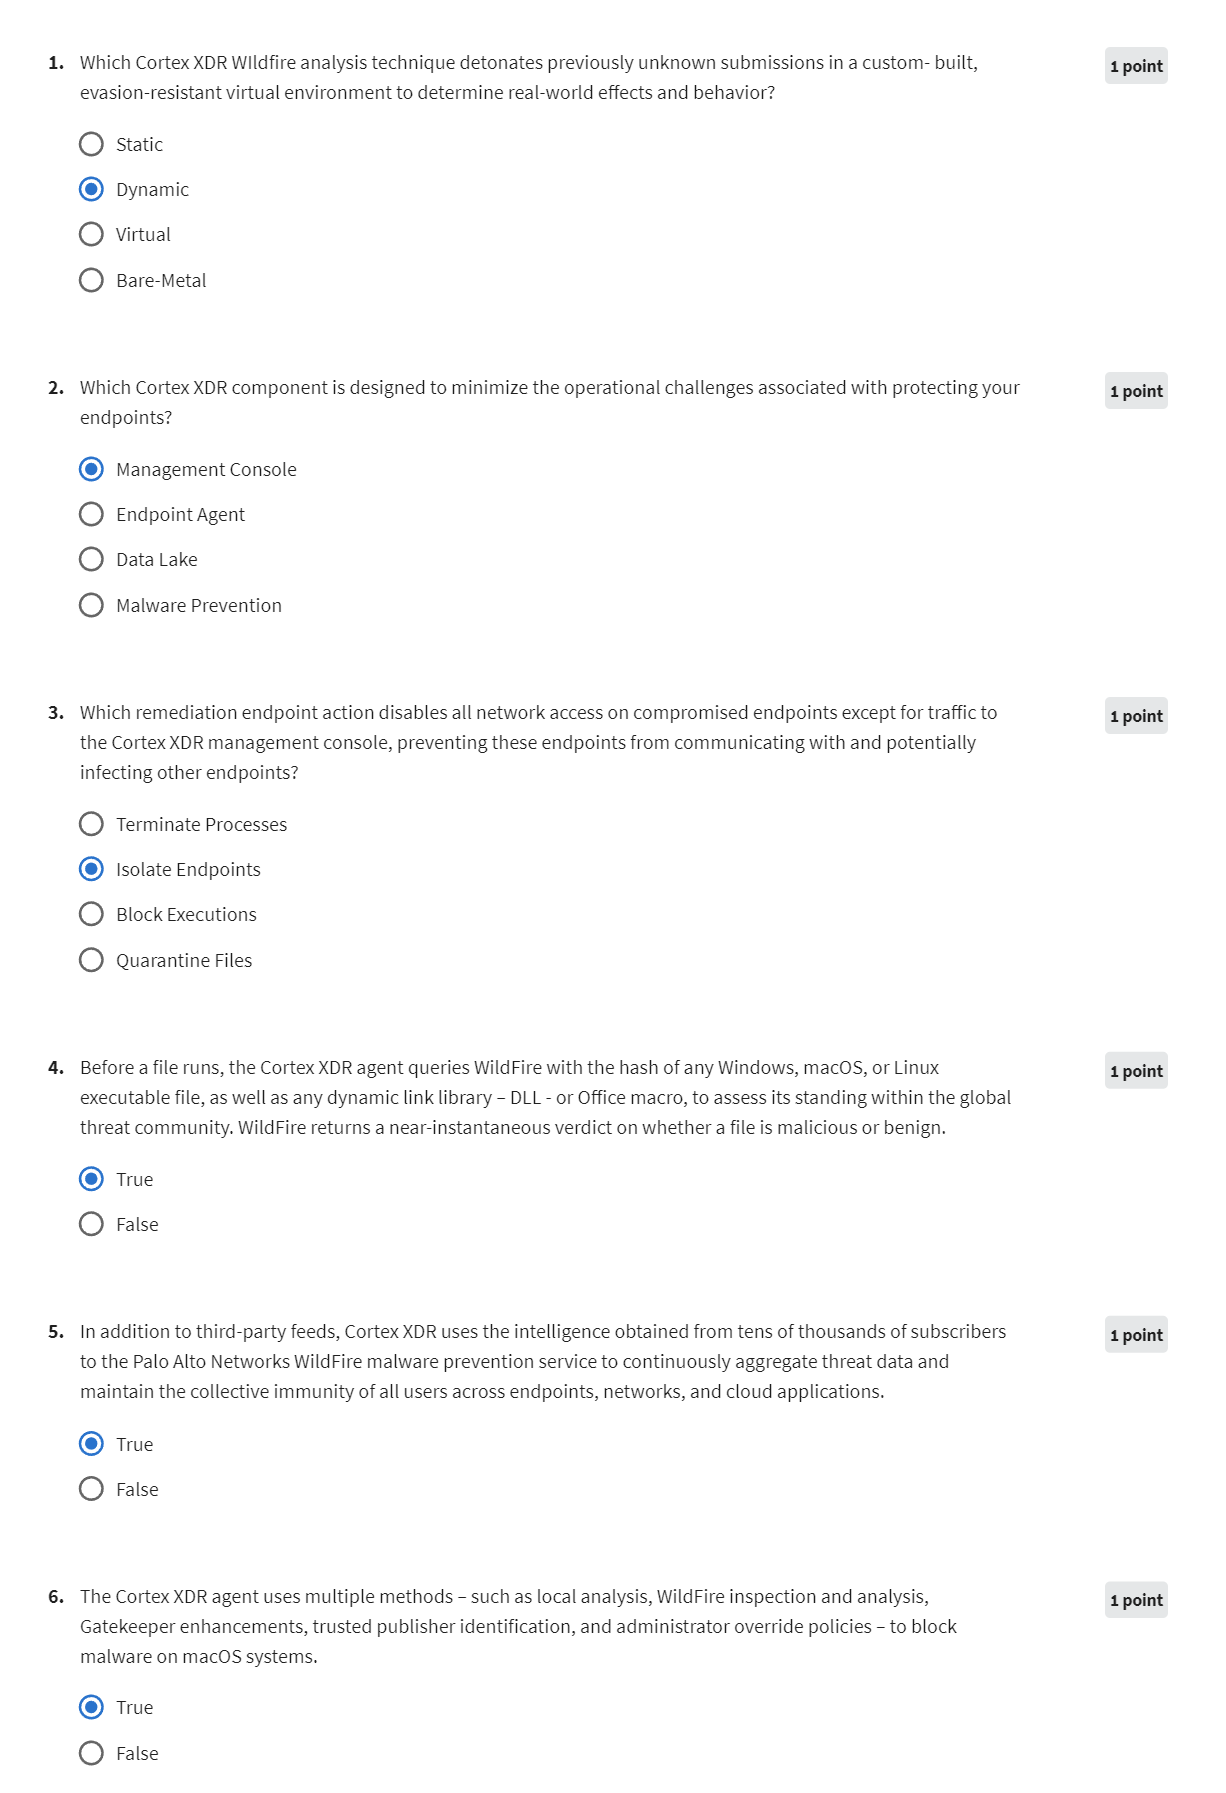 1. Which Cortex XDR WIldfire analysis technique detonates previously unknown submissions in a custom- built, 1 point
evasion-resistant virtual environment to determine real-world effects and behavior?
Static
Dynamic
Virtual
Bare-Metal
2. Which Cortex XDR component is designed to minimize the operational challenges associated with protecting your 1 point
endpoints?
Management Console
Endpoint Agent
Data Lake
Malware Prevention
3. Which remediation endpoint action disables all network access on compromised endpoints except for traffic to 1 point
the Cortex XDR management console, preventing these endpoints from communicating with and potentially
infecting other endpoints?
Terminate Processes
Isolate Endpoints
Block Executions
Quarantine Files
4. Before a file runs, the Cortex XDR agent queries WildFire with the hash of any Windows, macOS, or Linux 1 point
executable file, as well as any dynamic link library – DLL - or Office macro, to assess its standing within the global
threat community. WildFire returns a near-instantaneous verdict on whether a file is malicious or benign.
True
False
5. In addition to third-party feeds, Cortex XDR uses the intelligence obtained from tens of thousands of subscribers 1 point
to the Palo Alto Networks WildFire malware prevention service to continuously aggregate threat data and
maintain the collective immunity of all users across endpoints, networks, and cloud applications.
True
False
6. The Cortex XDR agent uses multiple methods – such as local analysis, WildFire inspection and analysis, 1 point
Gatekeeper enhancements, trusted publisher identification, and administrator override policies – to block
malware on macOS systems.
True
False